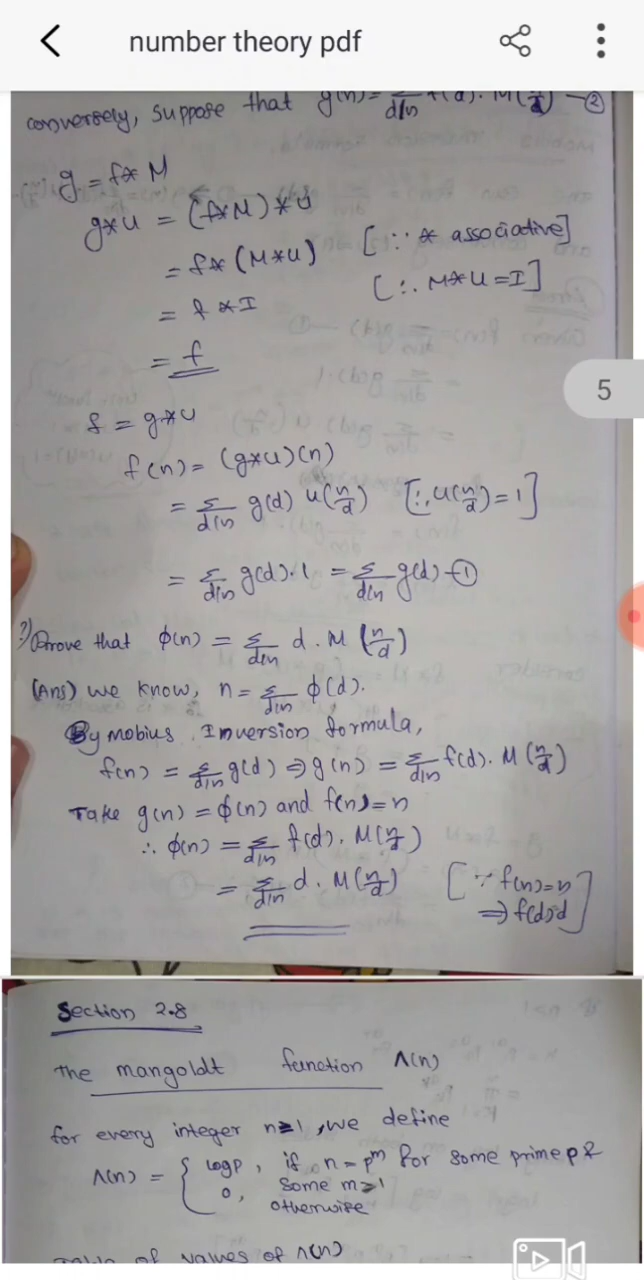 number theory pdf
conversely, suppose that g(n) = Σ_{d|n} f(d). M(n/d) —②
∴ g = f * M
g*u = (f*M) * u
= f * (M*u) [∵ * associative]
= f * I [∵ M*u = I]
= f
5
f = g*u
f(n) = (g*u)(n)
= Σ_{d|n} g(d) u(n/d) [∵ u(n/d) = 1]
= Σ_{d|n} g(d).1 = Σ_{d|n} g(d) —①
?) Prove that ϕ(n) = Σ_{d|n} d. M(n/d)
(Ans) we know, n = Σ_{d|n} ϕ(d).
By mobius Inversion formula,
f(n) = Σ_{d|n} g(d) ⇒ g(n) = Σ_{d|n} f(d). M(n/d)
Take g(n) = ϕ(n) and f(n) = n
∴ ϕ(n) = Σ_{d|n} f(d). M(n/d)
= Σ_{d|n} d. M(n/d) [∵ f(n) = n
⇒ f(d)=d]
Section 2.8
The mangoldt function Λ(n)
for every integer n≥1, we define
Λ(n) = { log p, if n = p^m for some prime p &
some m≥1
0, otherwise
Table of values of Λ(n)